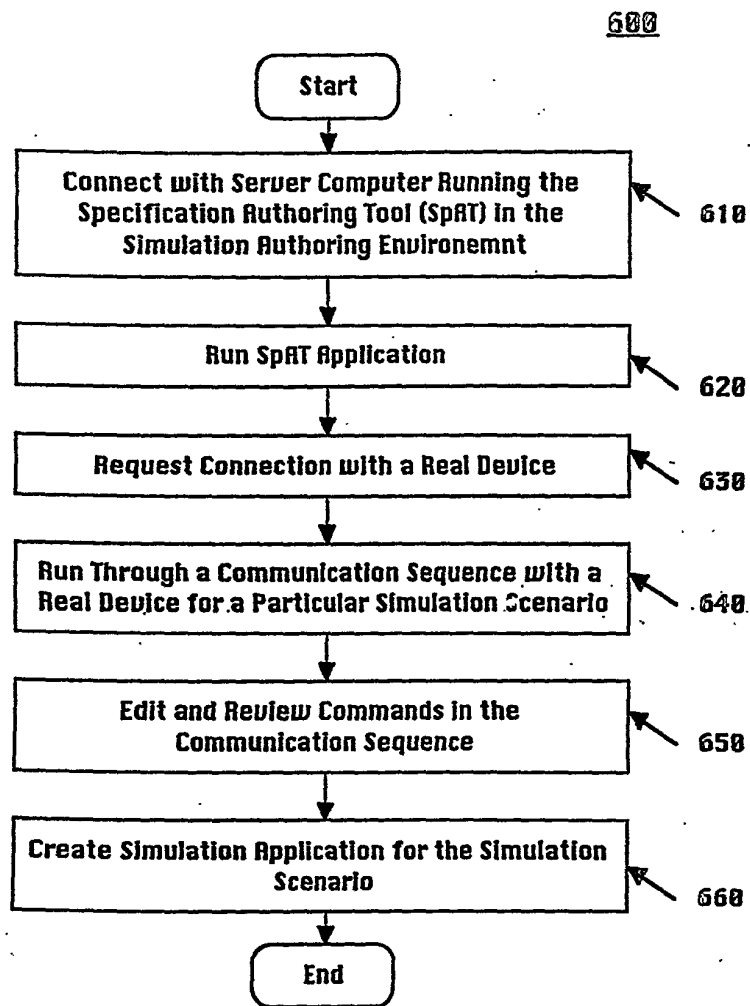 600
Start
Connect with Server Computer Running the
Specification Authoring Tool (SpAT) in the
Simulation Authoring Environemnt
610
Run SpAT Application
620
Request Connection with a Real Device
630
Run Through a Communication Sequence with a
Real Device for a Particular Simulation Scenario
640
Edit and Review Commands in the
Communication Sequence
650
Create Simulation Application for the Simulation
Scenario
660
End